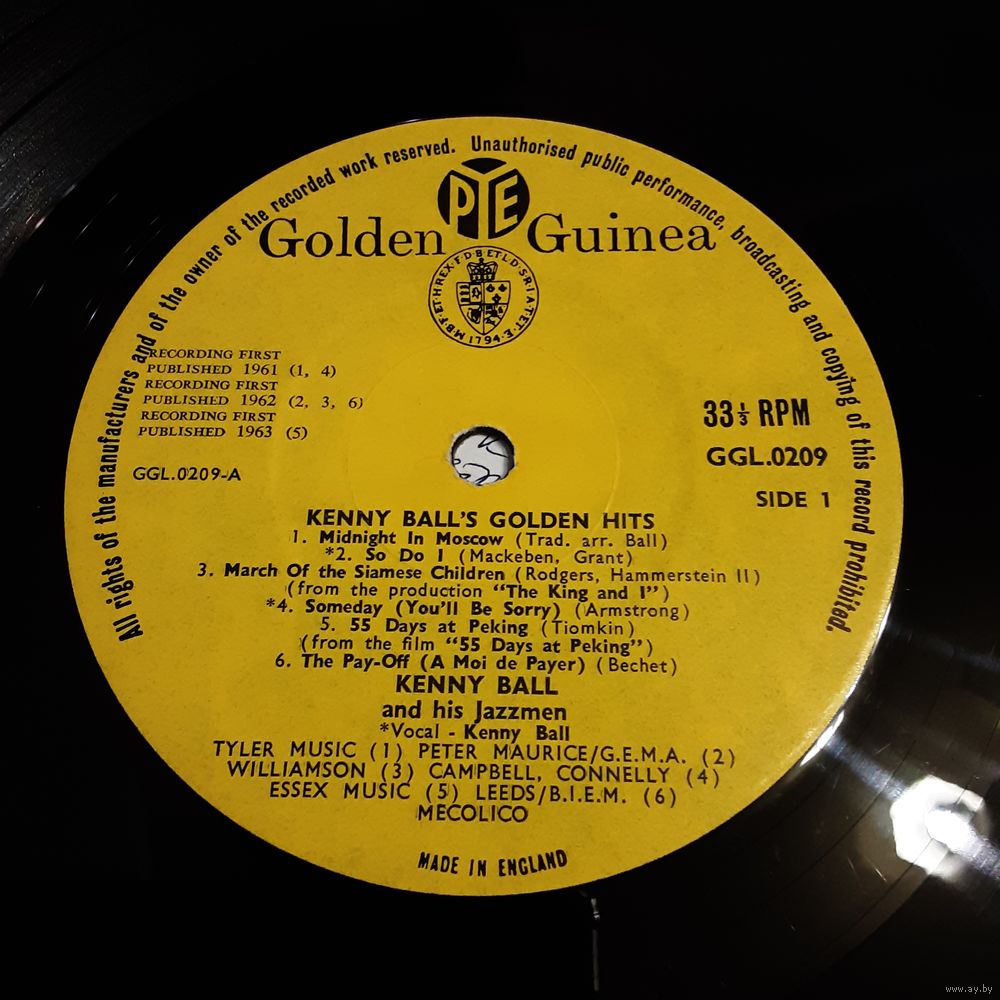 All rights of the manufacturers and of the owner of the recorded work reserved. Unauthorised public performance, broadcasting and copying of this record prohibited.
PYE
Golden Guinea
1794
RECORDING FIRST
PUBLISHED 1961 (1, 4)
RECORDING FIRST
PUBLISHED 1962 (2, 3, 6)
RECORDING FIRST
PUBLISHED 1963 (5)
GGL.0209-A
33⅓ RPM
GGL.0209
SIDE 1
KENNY BALL'S GOLDEN HITS
1. Midnight In Moscow (Trad. arr. Ball)
*2. So Do I (Mackeben, Grant)
3. March Of the Siamese Children (Rodgers, Hammerstein II)
(from the production "The King and I")
*4. Someday (You'll Be Sorry) (Armstrong)
5. 55 Days at Peking (Tiomkin)
(from the film "55 Days at Peking")
6. The Pay-Off (A Moi de Payer) (Bechet)
KENNY BALL
and his Jazzmen
*Vocal - Kenny Ball
TYLER MUSIC (1) PETER MAURICE/G.E.M.A. (2)
WILLIAMSON (3) CAMPBELL, CONNELLY (4)
ESSEX MUSIC (5) LEEDS/B.I.E.M. (6)
MECOLICO
MADE IN ENGLAND
www.ay.by